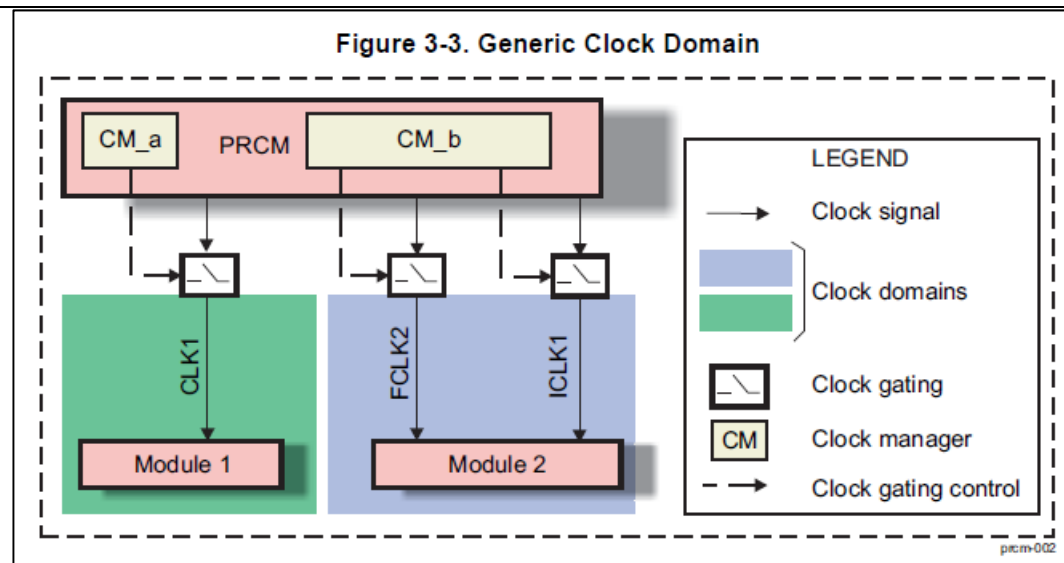 Figure 3-3. Generic Clock Domain
CM_a
PRCM
CM_b
CLK1
FCLK2
ICLK1
Module 1
Module 2
LEGEND
Clock signal
Clock domains
Clock gating
CM
Clock manager
Clock gating control
prcm-002